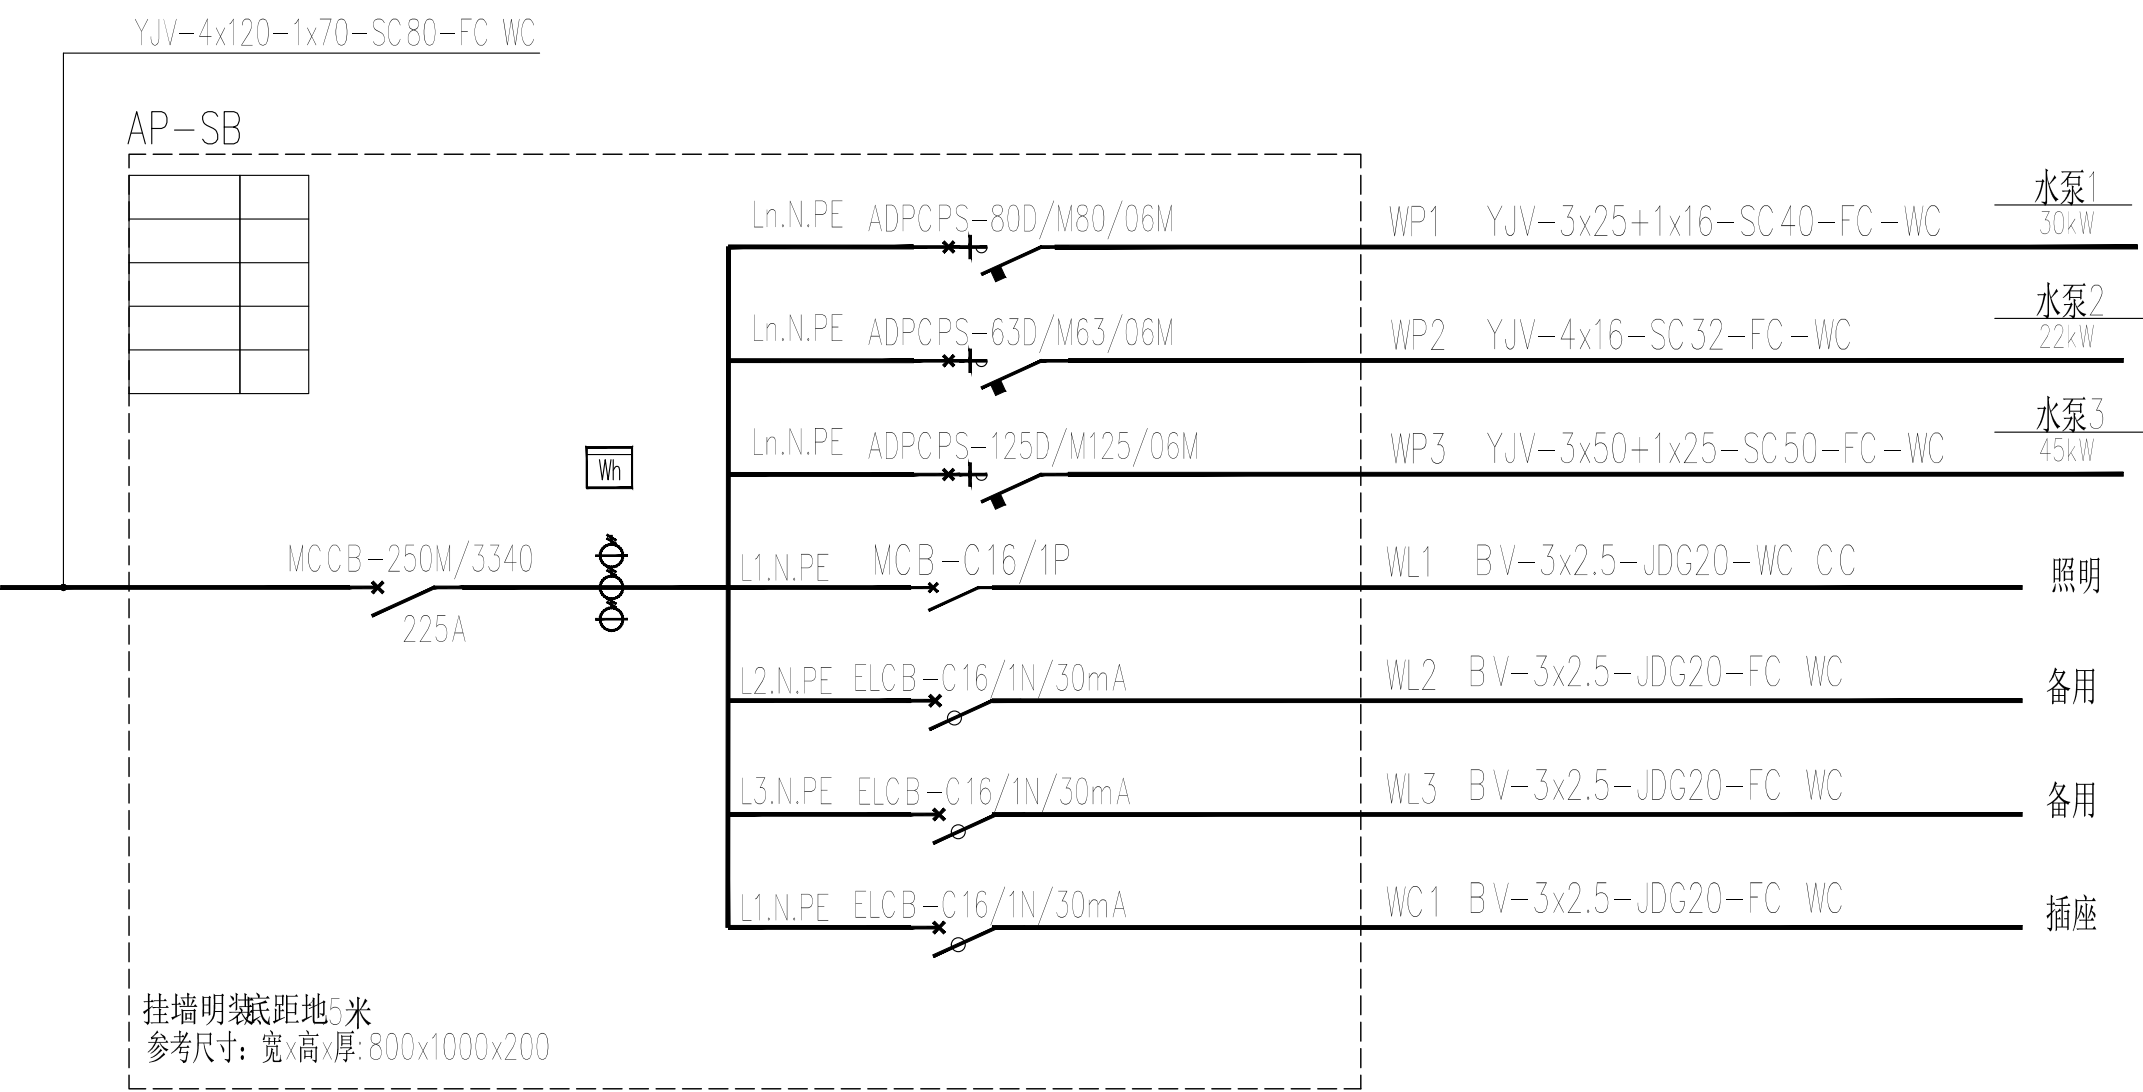 YJV-4x120-1x70-SC80-FC WC
AP-SB
Ln.N.PE ADPCPS-80D/M80/06M WP1 YJV-3x25+1x16-SC40-FC-WC 水泵1
30kW
Ln.N.PE ADPCPS-63D/M63/06M WP2 YJV-4x16-SC32-FC-WC 水泵2
22kW
Ln.N.PE ADPCPS-125D/M125/06M WP3 YJV-3x50+1x25-SC50-FC-WC 水泵3
45kW
Wh
MCCB-250M/3340
225A
L1.N.PE MCB-C16/1P WL1 BV-3x2.5-JDG20-WC CC 照明
L2.N.PE ELCB-C16/1N/30mA WL2 BV-3x2.5-JDG20-FC WC 备用
L3.N.PE ELCB-C16/1N/30mA WL3 BV-3x2.5-JDG20-FC WC 备用
L1.N.PE ELCB-C16/1N/30mA WC1 BV-3x2.5-JDG20-FC WC 插座
挂墙明装底距地5米
参考尺寸: 宽x高x厚:800x1000x200